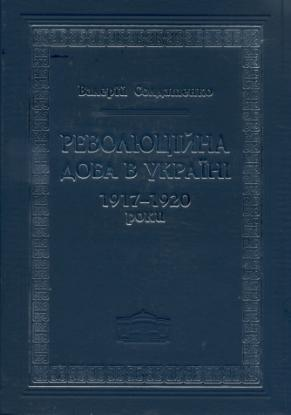 Валерій Солдатенко
РЕВОЛЮЦІЙНА
ДОБА В УКРАЇНІ
1917–1920
роки